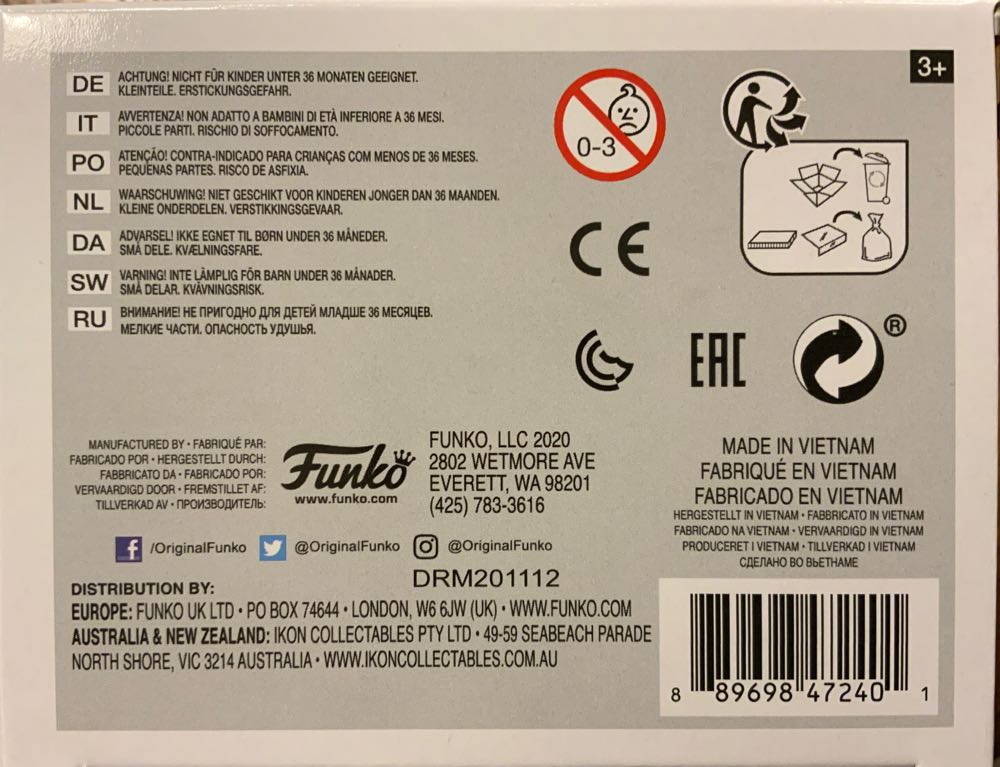 3+
DE ACHTUNG! NICHT FÜR KINDER UNTER 36 MONATEN GEEIGNET.
KLEINTEILE. ERSTICKUNGSGEFAHR.
IT AVVERTENZA! NON ADATTO A BAMBINI DI ETÀ INFERIORE A 36 MESI.
PICCOLE PARTI. RISCHIO DI SOFFOCAMENTO.
PO ATENÇÃO! CONTRA-INDICADO PARA CRIANÇAS COM MENOS DE 36 MESES.
PEQUENAS PARTES. RISCO DE ASFIXIA.
NL WAARSCHUWING! NIET GESCHIKT VOOR KINDEREN JONGER DAN 36 MAANDEN.
KLEINE ONDERDELEN. VERSTIKKINGSGEVAAR.
DA ADVARSEL! IKKE EGNET TIL BØRN UNDER 36 MÅNEDER.
SMÅ DELE. KVÆLNINGSFARE.
SW VARNING! INTE LÄMPLIG FÖR BARN UNDER 36 MÅNADER.
SMÅ DELAR. KVÄVNINGSRISK.
RU ВНИМАНИЕ! НЕ ПРИГОДНО ДЛЯ ДЕТЕЙ МЛАДШЕ 36 МЕСЯЦЕВ.
МЕЛКИЕ ЧАСТИ. ОПАСНОСТЬ УДУШЬЯ.
0-3
CE
EAC
®
MANUFACTURED BY • FABRIQUÉ PAR:
FABRICADO POR • HERGESTELLT DURCH:
FABBRICATO DA • FABRICADO POR:
VERVAARDIGD DOOR • FREMSTILLET AF:
TILLVERKAD AV • ПРОИЗВОДИТЕЛЬ:
Funko
www.funko.com
FUNKO, LLC 2020
2802 WETMORE AVE
EVERETT, WA 98201
(425) 783-3616
/OriginalFunko @OriginalFunko @OriginalFunko
DRM201112
DISTRIBUTION BY:
EUROPE: FUNKO UK LTD • PO BOX 74644 • LONDON, W6 6JW (UK) • WWW.FUNKO.COM
AUSTRALIA & NEW ZEALAND: IKON COLLECTABLES PTY LTD • 49-59 SEABEACH PARADE
NORTH SHORE, VIC 3214 AUSTRALIA • WWW.IKONCOLLECTABLES.COM.AU
MADE IN VIETNAM
FABRIQUÉ EN VIETNAM
FABRICADO EN VIETNAM
HERGESTELLT IN VIETNAM • FABBRICATO IN VIETNAM
FABRICADO NA VIETNAM • VERVAARDIGD IN VIETNAM
PRODUCERET I VIETNAM • TILLVERKAD I VIETNAM
СДЕЛАНО ВО ВЬЕТНАМЕ
8 89698 47240 1